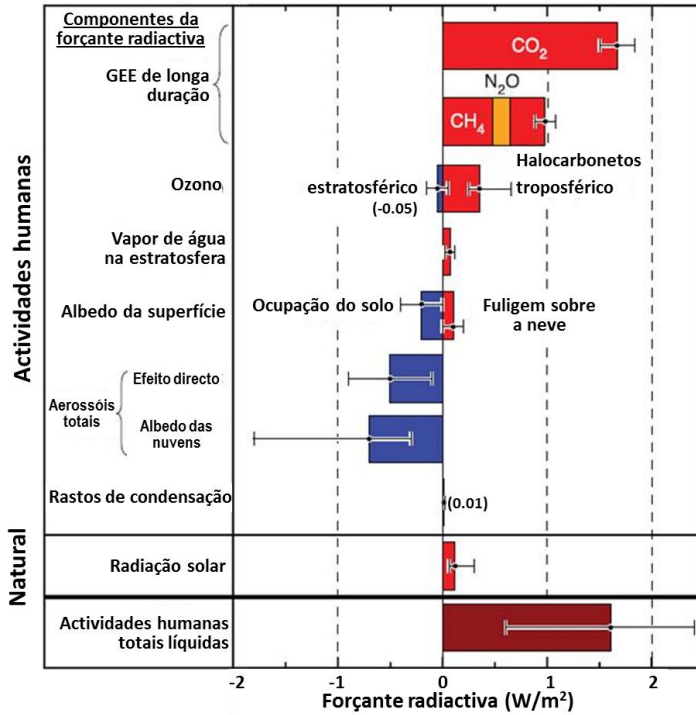 Componentes da
forçante radiactiva
GEE de longa
duração
CO₂
N₂O
CH₄
Halocarbonetos
Ozono
estratosférico
(-0.05)
troposférico
Vapor de água
na estratosfera
Albedo da superfície
Ocupação do solo
Fuligem sobre
a neve
Aerossóis
totais
Efeito directo
Albedo das
nuvens
Rastos de condensação
(0.01)
Actividades humanas
Natural
Radiação solar
Actividades humanas
totais líquidas
-2 -1 0 1 2
Forçante radiactiva (W/m²)